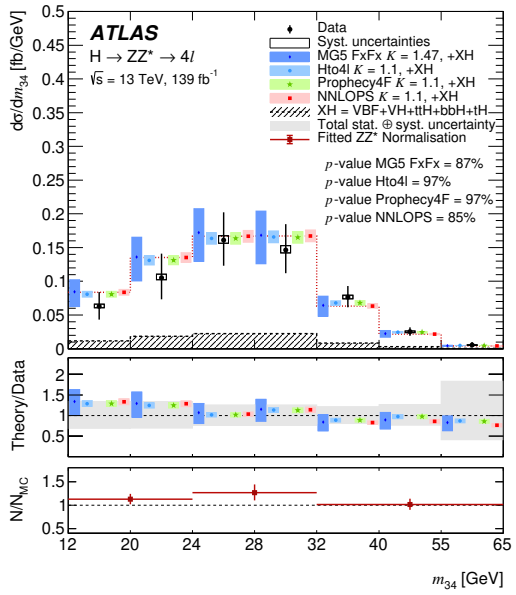 ATLAS
H → ZZ* → 4l
√s = 13 TeV, 139 fb⁻¹
Data
Syst. uncertainties
MG5 FxFx K = 1.47, +XH
Hto4l K = 1.1, +XH
Prophecy4F K = 1.1, +XH
NNLOPS K = 1.1, +XH
XH = VBF+VH+ttH+bbH+tH
Total stat. ⊕ syst. uncertainty
Fitted ZZ* Normalisation
p-value MG5 FxFx = 87%
p-value Hto4l = 97%
p-value Prophecy4F = 97%
p-value NNLOPS = 85%
dσ/dm₃₄ [fb/GeV]
0.5
0.45
0.4
0.35
0.3
0.25
0.2
0.15
0.1
0.05
0
Theory/Data
2
1.5
1
0.5
N/N_MC
1.5
1
0.5
12 20 24 28 32 40 55 65
m₃₄ [GeV]